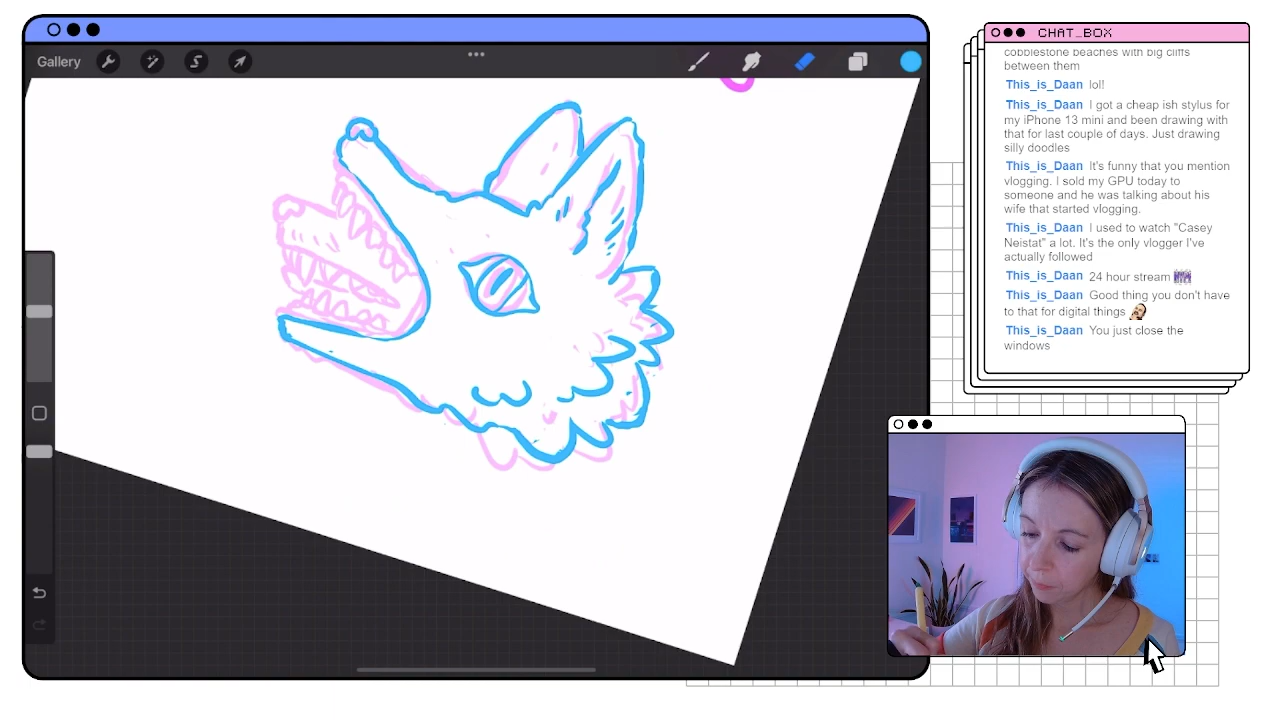 Gallery
CHAT_BOX
cobblestone beaches with big cliffs
between them
This_is_Daan lol!
This_is_Daan I got a cheap ish stylus for
my iPhone 13 mini and been drawing with
that for last couple of days. Just drawing
silly doodles
This_is_Daan It's funny that you mention
vlogging. I sold my GPU today to
someone and he was talking about his
wife that started vlogging.
This_is_Daan I used to watch "Casey
Neistat" a lot. It's the only vlogger I've
actually followed
This_is_Daan 24 hour stream
This_is_Daan Good thing you don't have
to that for digital things
This_is_Daan You just close the
windows